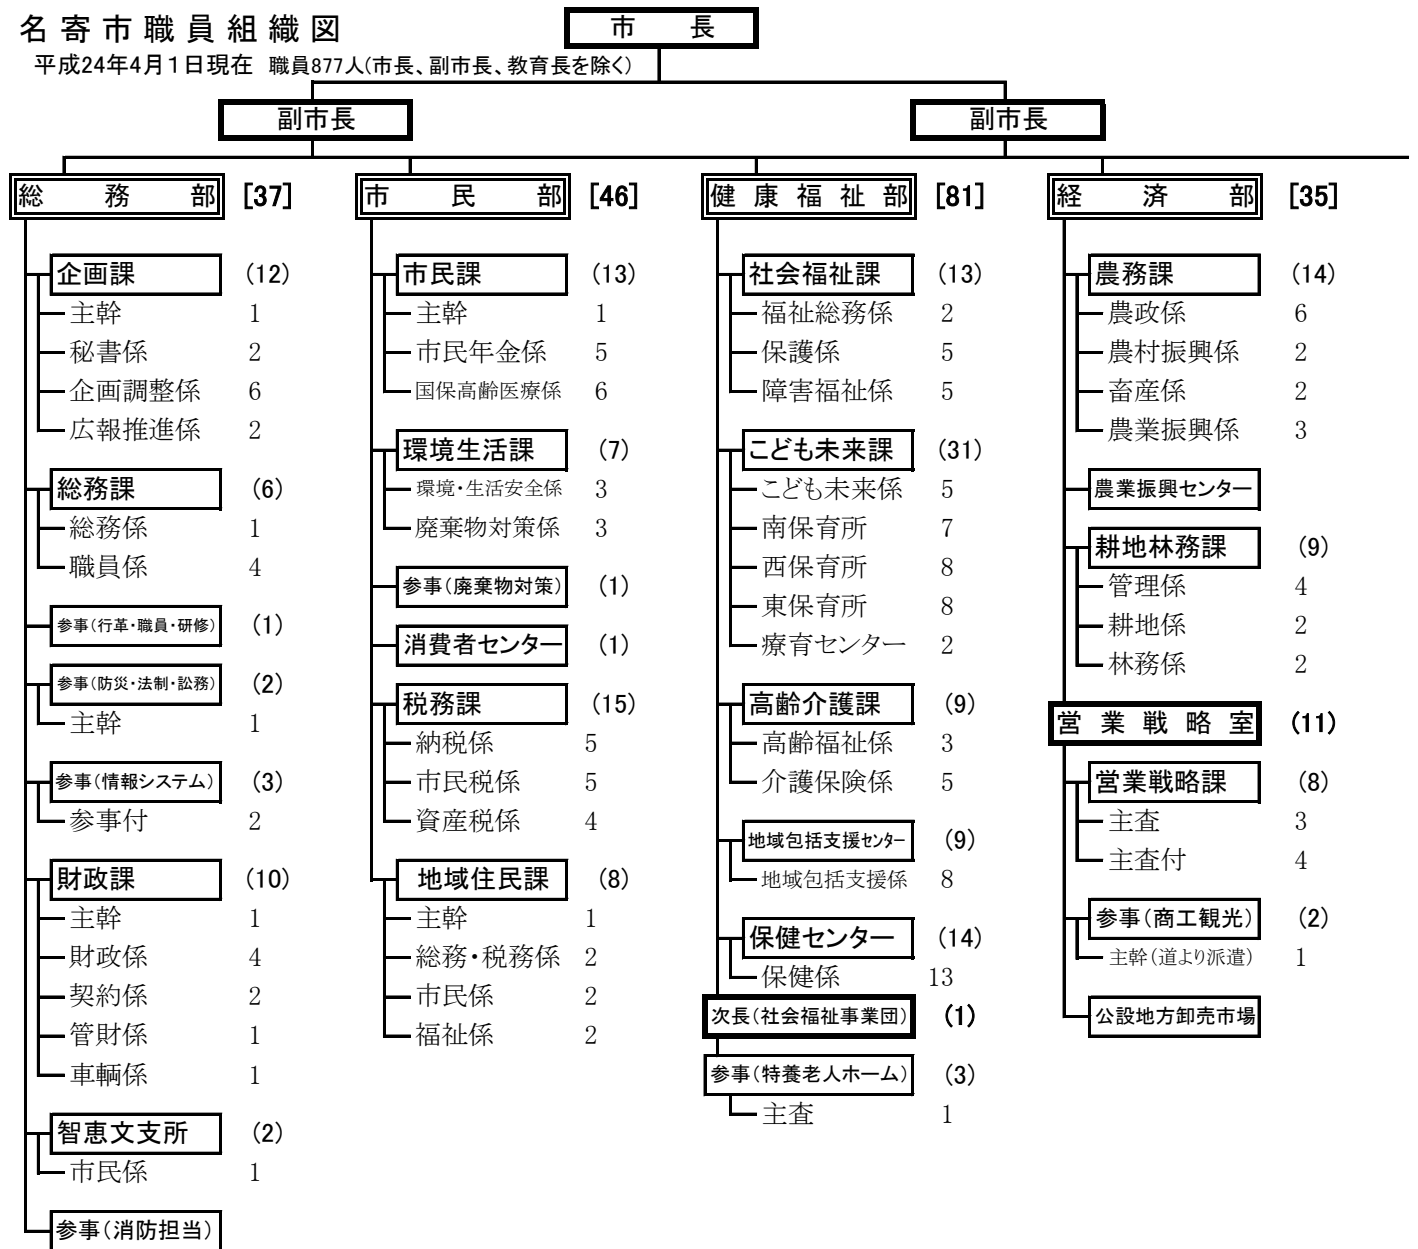 名寄市職員組織図
平成24年4月1日現在 職員877人(市長、副市長、教育長を除く)
市長
副市長
副市長
総務部 [37]
企画課 (12)
主幹 1
秘書係 2
企画調整係 6
広報推進係 2
総務課 (6)
総務係 1
職員係 4
参事(行革・職員・研修) (1)
参事(防災・法制・訟務) (2)
主幹 1
参事(情報システム) (3)
参事付 2
財政課 (10)
主幹 1
財政係 4
契約係 2
管財係 1
車輌係 1
智恵文支所 (2)
市民係 1
参事(消防担当)
市民部 [46]
市民課 (13)
主幹 1
市民年金係 5
国保高齢医療係 6
環境生活課 (7)
環境・生活安全係 3
廃棄物対策係 3
参事(廃棄物対策) (1)
消費者センター (1)
税務課 (15)
納税係 5
市民税係 5
資産税係 4
地域住民課 (8)
主幹 1
総務・税務係 2
市民係 2
福祉係 2
健康福祉部 [81]
社会福祉課 (13)
福祉総務係 2
保護係 5
障害福祉係 5
こども未来課 (31)
こども未来係 5
南保育所 7
西保育所 8
東保育所 8
療育センター 2
高齢介護課 (9)
高齢福祉係 3
介護保険係 5
地域包括支援センター (9)
地域包括支援係 8
保健センター (14)
保健係 13
次長(社会福祉事業団) (1)
参事(特養老人ホーム) (3)
主査 1
経済部 [35]
農務課 (14)
農政係 6
農村振興係 2
畜産係 2
農業振興係 3
農業振興センター
耕地林務課 (9)
管理係 4
耕地係 2
林務係 2
営業戦略室 (11)
営業戦略課 (8)
主査 3
主査付 4
参事(商工観光) (2)
主幹(道より派遣) 1
公設地方卸売市場